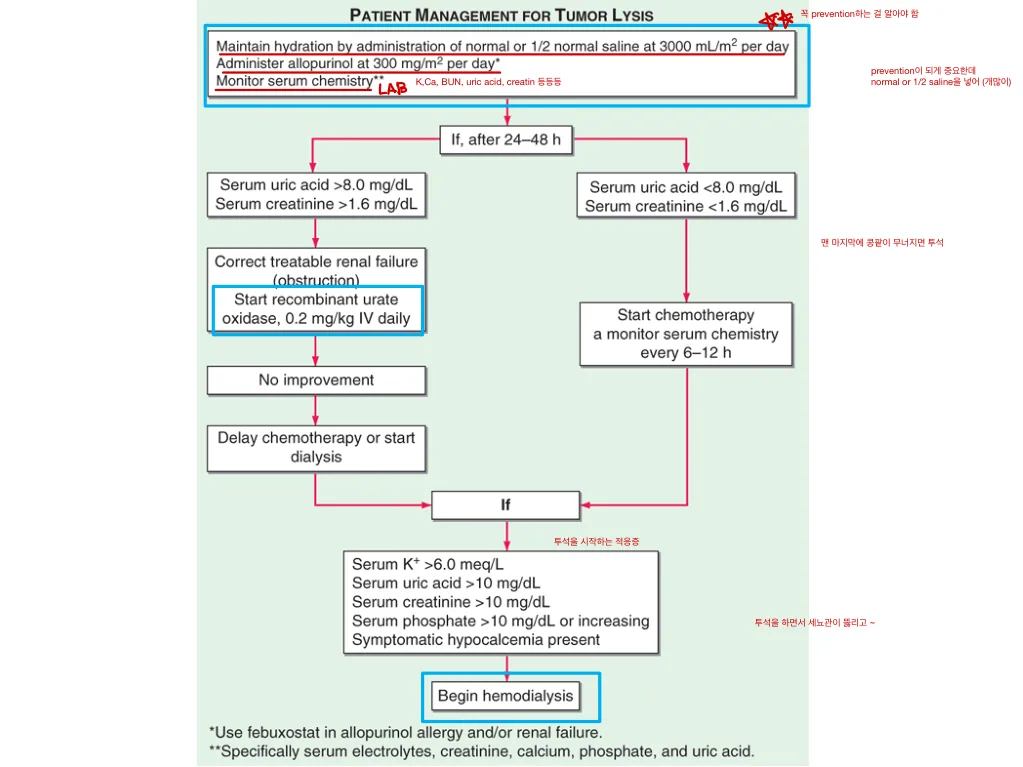 PATIENT MANAGEMENT FOR TUMOR LYSIS
꼭 prevention하는 걸 알아야 함
Maintain hydration by administration of normal or 1/2 normal saline at 3000 mL/m² per day
Administer allopurinol at 300 mg/m² per day*
Monitor serum chemistry**
LAB
K,Ca, BUN, uric acid, creatin 등등등
prevention이 되게 중요한데
normal or 1/2 saline을 넣어 (개많이)
If, after 24–48 h
Serum uric acid >8.0 mg/dL
Serum creatinine >1.6 mg/dL
Serum uric acid <8.0 mg/dL
Serum creatinine <1.6 mg/dL
맨 마지막에 콩팥이 무너지면 투석
Correct treatable renal failure
(obstruction)
Start recombinant urate
oxidase, 0.2 mg/kg IV daily
Start chemotherapy
a monitor serum chemistry
every 6–12 h
No improvement
Delay chemotherapy or start
dialysis
If
투석을 시작하는 적응증
Serum K⁺ >6.0 meq/L
Serum uric acid >10 mg/dL
Serum creatinine >10 mg/dL
Serum phosphate >10 mg/dL or increasing
Symptomatic hypocalcemia present
투석을 하면서 세뇨관이 뚫리고 ~
Begin hemodialysis
*Use febuxostat in allopurinol allergy and/or renal failure.
**Specifically serum electrolytes, creatinine, calcium, phosphate, and uric acid.